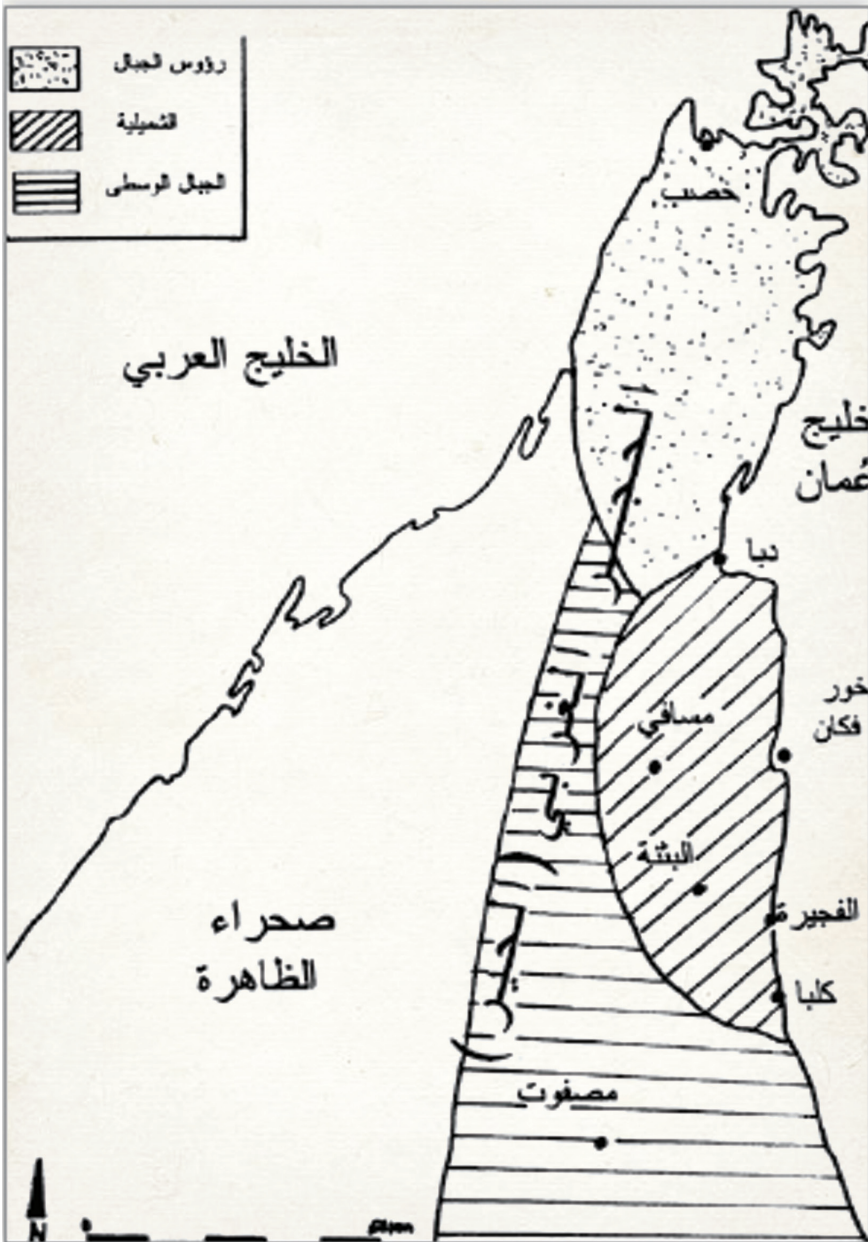 رؤوس الجبال
الشميلية
الجبال الوسطى
خصب
الخليج العربي
خليج
عُمان
دبا
خور
فكان
مسافي
البثنة
الفجيرة
صحراء
الظاهرة
كلبا
مصفوت
N